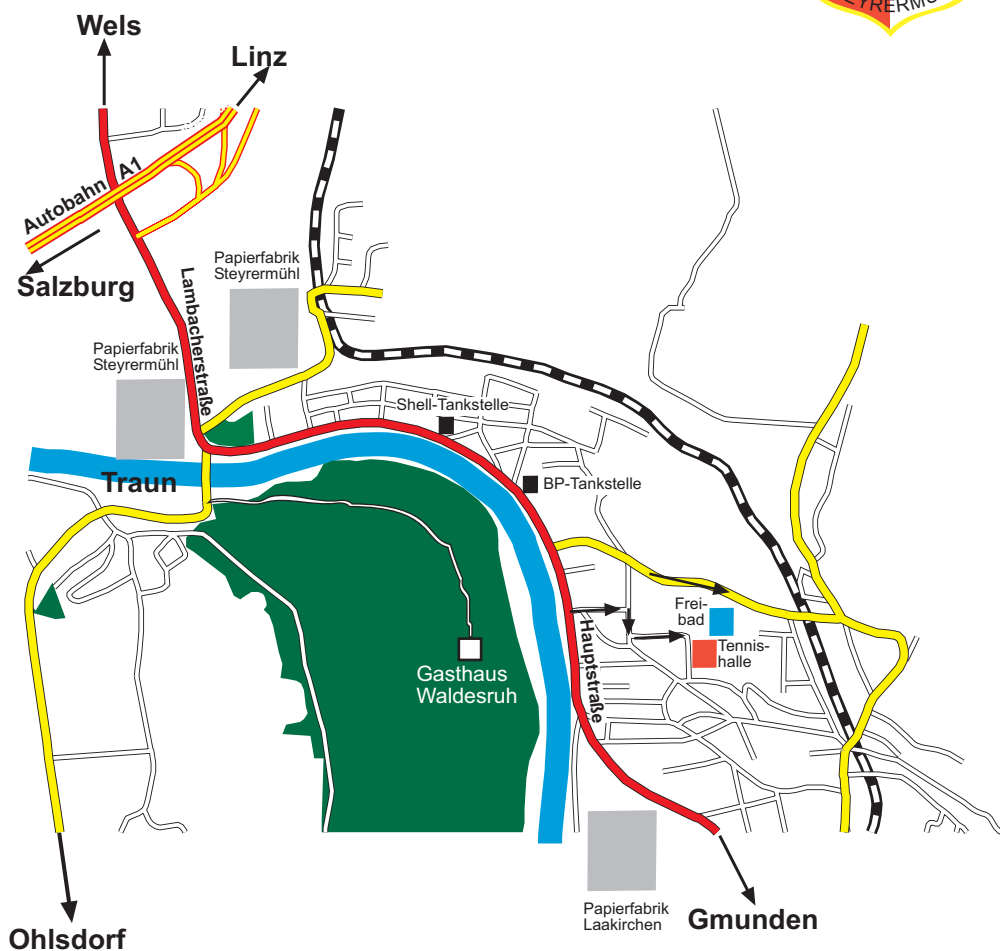 Wels
Linz
Autobahn A1
Salzburg
Lambacherstraße
Papierfabrik
Steyrermühl
Papierfabrik
Steyrermühl
Shell-Tankstelle
BP-Tankstelle
Traun
Frei-
bad
Tennis-
halle
Hauptstraße
Gasthaus
Waldesruh
Papierfabrik
Laakirchen
Gmunden
Ohlsdorf